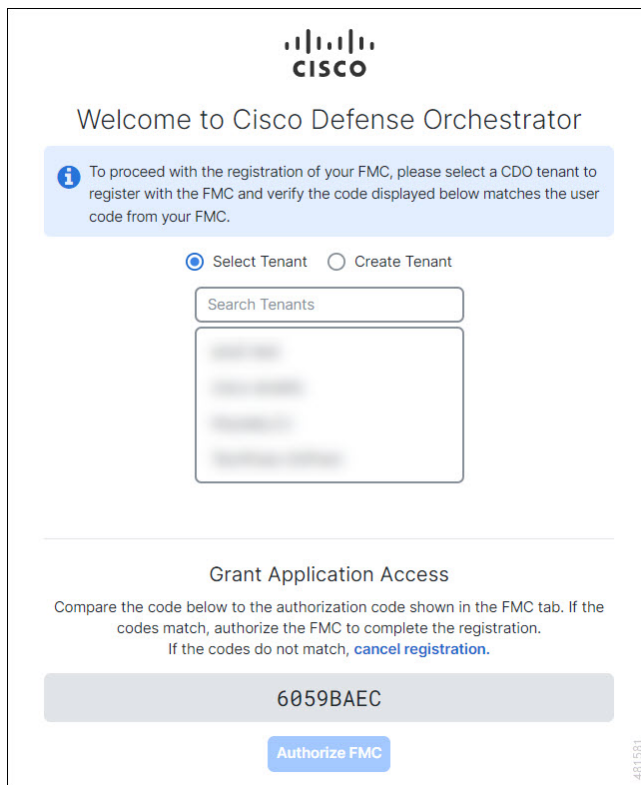 CISCO
Welcome to Cisco Defense Orchestrator
To proceed with the registration of your FMC, please select a CDO tenant to
register with the FMC and verify the code displayed below matches the user
code from your FMC.
Select Tenant Create Tenant
Search Tenants
Grant Application Access
Compare the code below to the authorization code shown in the FMC tab. If the
codes match, authorize the FMC to complete the registration.
If the codes do not match, cancel registration.
6059BAEC
Authorize FMC
481581